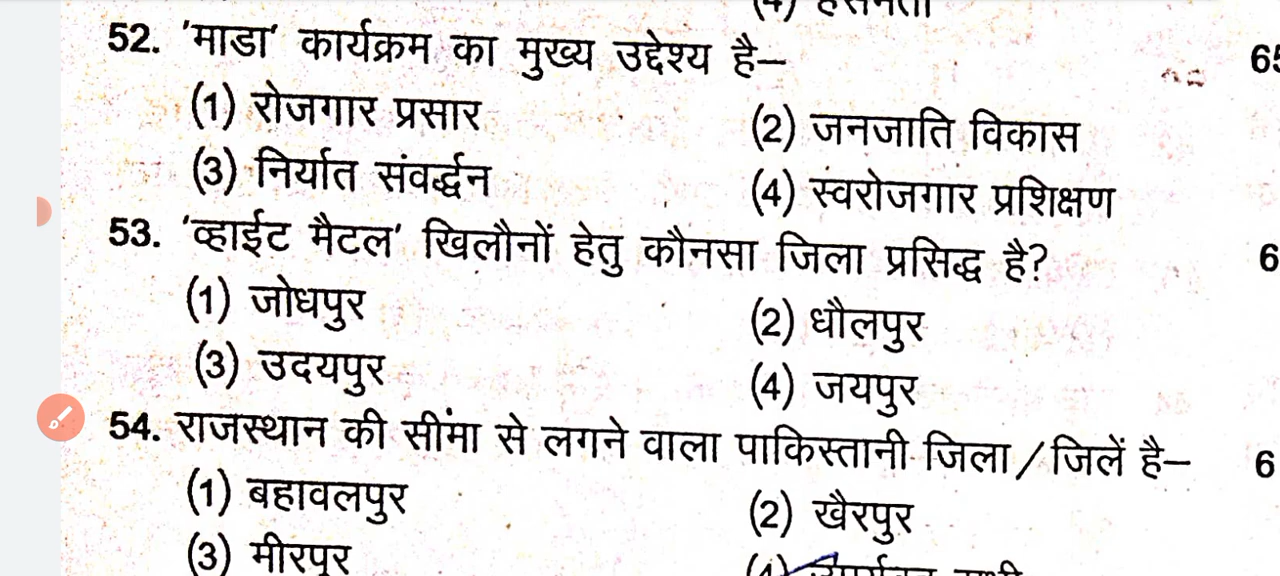 52. 'माडा' कार्यक्रम का मुख्य उद्देश्य है–
(1) रोजगार प्रसार (2) जनजाति विकास
(3) निर्यात संवर्द्धन (4) स्वरोजगार प्रशिक्षण
53. 'व्हाईट मैटल' खिलौनों हेतु कौनसा जिला प्रसिद्ध है?
(1) जोधपुर (2) धौलपुर
(3) उदयपुर (4) जयपुर
54. राजस्थान की सींमा से लगने वाला पाकिस्तानी जिला/जिलें है–
(1) बहावलपुर (2) खैरपुर
(3) मीरपुर